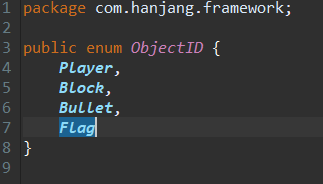 1 package com.hanjang.framework;
2
3 public enum ObjectID {
4     Player,
5     Block,
6     Bullet,
7     Flag
8 }
9